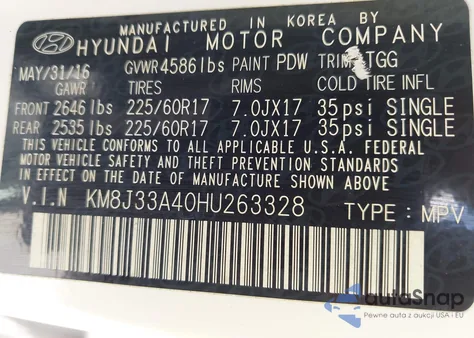 MANUFACTURED IN KOREA BY
HYUNDAI MOTOR COMPANY
MAY/31/16 GVWR 4586 lbs PAINT PDW TRIM TGG
GAWR TIRES RIMS COLD TIRE INFL
FRONT 2646 lbs 225/60R17 7.0JX17 35psi SINGLE
REAR 2535 lbs 225/60R17 7.0JX17 35psi SINGLE
THIS VEHICLE CONFORMS TO ALL APPLICABLE U.S.A. FEDERAL
MOTOR VEHICLE SAFETY AND THEFT PREVENTION STANDARDS
IN EFFECT ON THE DATE OF MANUFACTURE SHOWN ABOVE.
V.I.N KM8J33A40HU263328 TYPE : MPV
autoSnap
Pewne auta z aukcji USA i EU